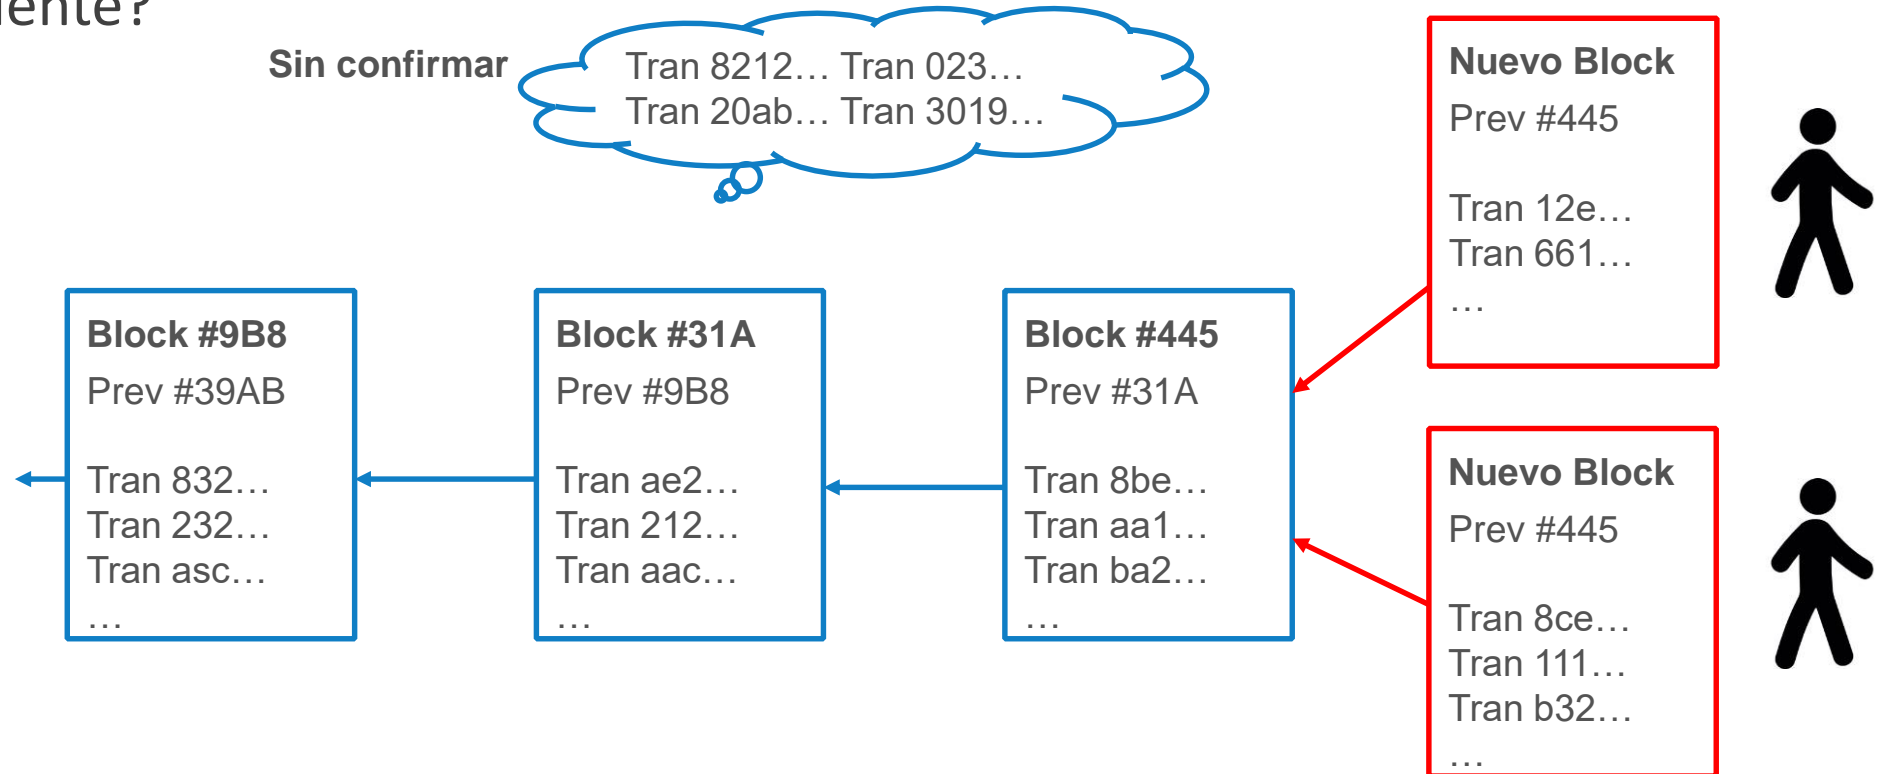 Sin confirmar
Tran 8212… Tran 023…
Tran 20ab… Tran 3019…
Nuevo Block
Prev #445
Tran 12e…
Tran 661…
…
Block #9B8
Prev #39AB
Tran 832…
Tran 232…
Tran asc…
…
Block #31A
Prev #9B8
Tran ae2…
Tran 212…
Tran aac…
…
Block #445
Prev #31A
Tran 8be…
Tran aa1…
Tran ba2…
…
Nuevo Block
Prev #445
Tran 8ce…
Tran 111…
Tran b32…
…